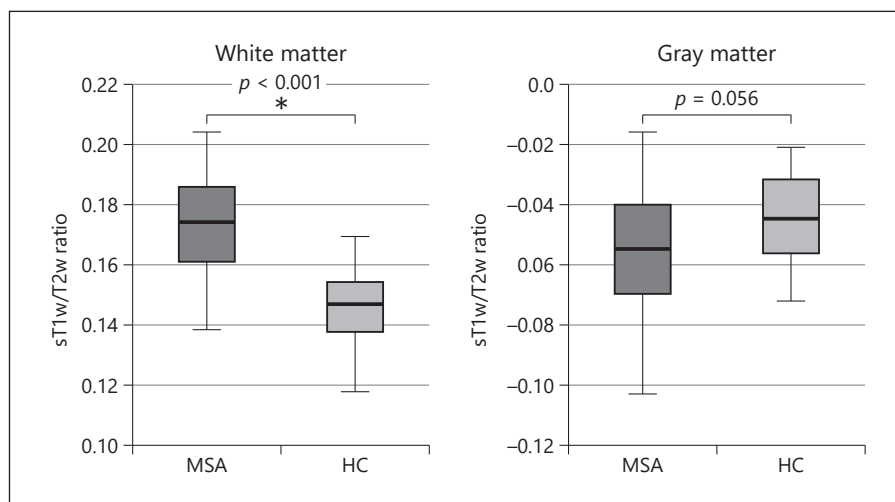 White matter
0.22
p < 0.001
*
0.20
0.18
0.16
0.14
0.12
0.10
sT1w/T2w ratio
MSA HC
Gray matter
0.0
p = 0.056
–0.02
–0.04
0.06
–0.08
–0.10
–0.12
sT1w/T2w ratio
MSA HC